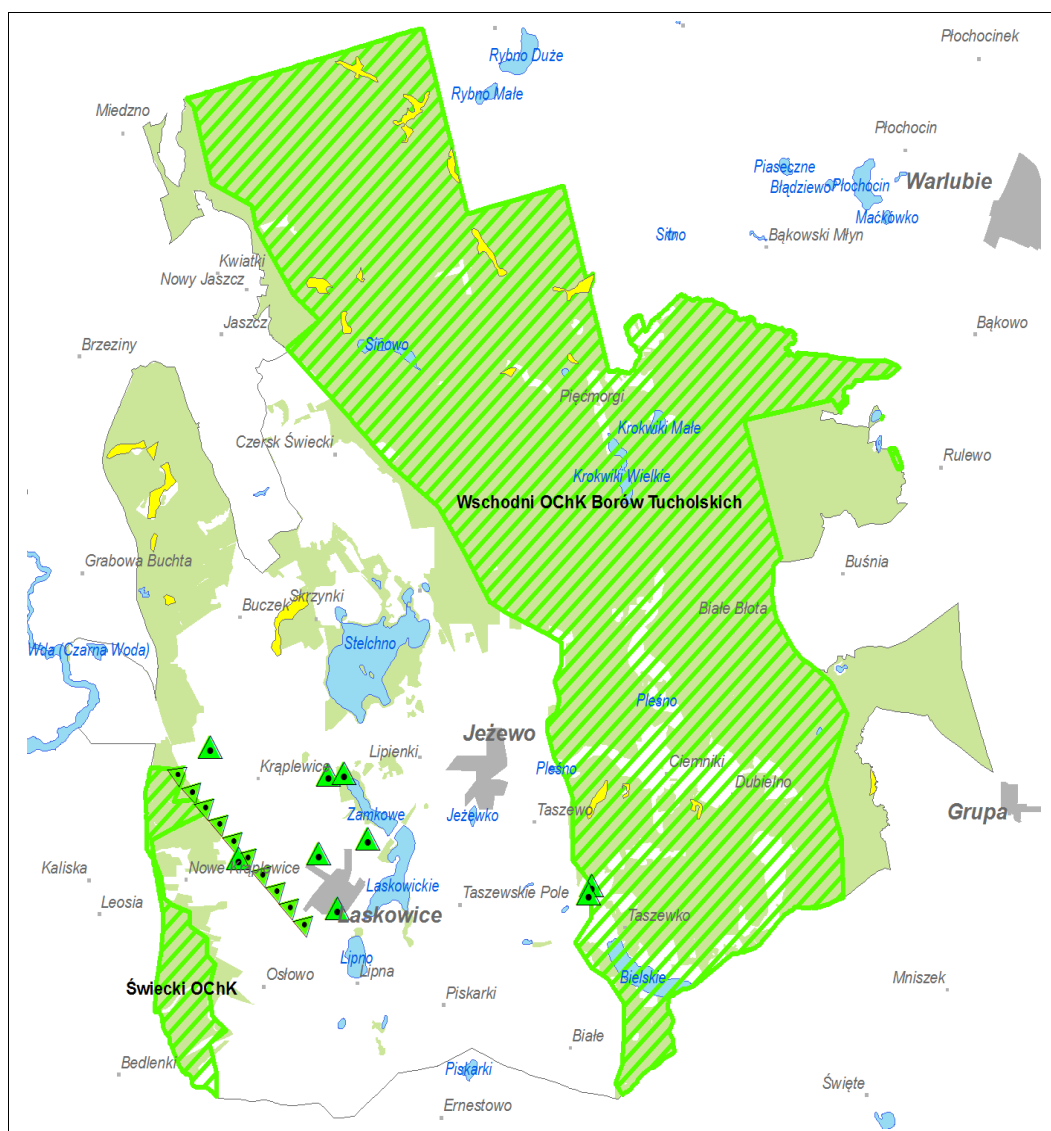 Płochocinek
Rybno Duże
Rybno Małe
Miedzno
Płochocin
Piaseczne
Błądziewo
Płochocin
Warlubie
Maćkówko
Bąkowski Młyn
Kwiatki
Nowy Jaszcz
Jaszcz
Bąkowo
Brzeziny
Sinowo
Pięćmorgi
Krokwiki Małe
Czersk Świecki
Rulewo
Krokwiki Wielkie
Wschodni OChK Borów Tucholskich
Grabowa Buchta
Buśnia
Skrzynki
Buczek
Białe Błota
Stelchno
Wda (Czarna Woda)
Pleśno
Jeżewo
Lipienki
Krąplewice
Pleśno
Ciemniki
Dubielno
Zamkowe
Jeżewko
Taszewo
Grupa
Kaliska
Nowe Krąplewice
Laskowickie
Taszewskie Pole
Leosia
Laskowice
Taszewko
Lipno
Osłowo
Lipna
Bielskie
Świecki OChK
Piskarki
Mniszek
Białe
Bedlenki
Piskarki
Święte
Ernestowo